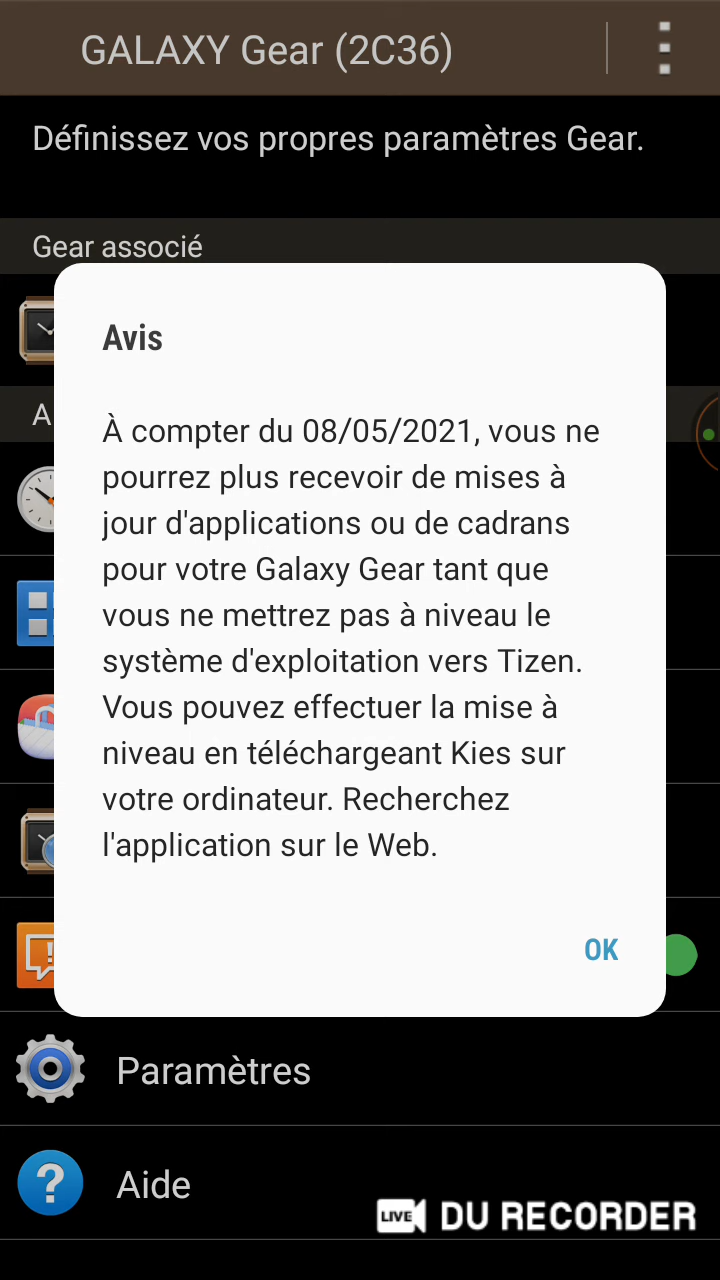 GALAXY Gear (2C36)
Définissez vos propres paramètres Gear.
Gear associé
A
Avis
À compter du 08/05/2021, vous ne
pourrez plus recevoir de mises à
jour d'applications ou de cadrans
pour votre Galaxy Gear tant que
vous ne mettrez pas à niveau le
système d'exploitation vers Tizen.
Vous pouvez effectuer la mise à
niveau en téléchargeant Kies sur
votre ordinateur. Recherchez
l'application sur le Web.
OK
Paramètres
Aide
LIVE DU RECORDER